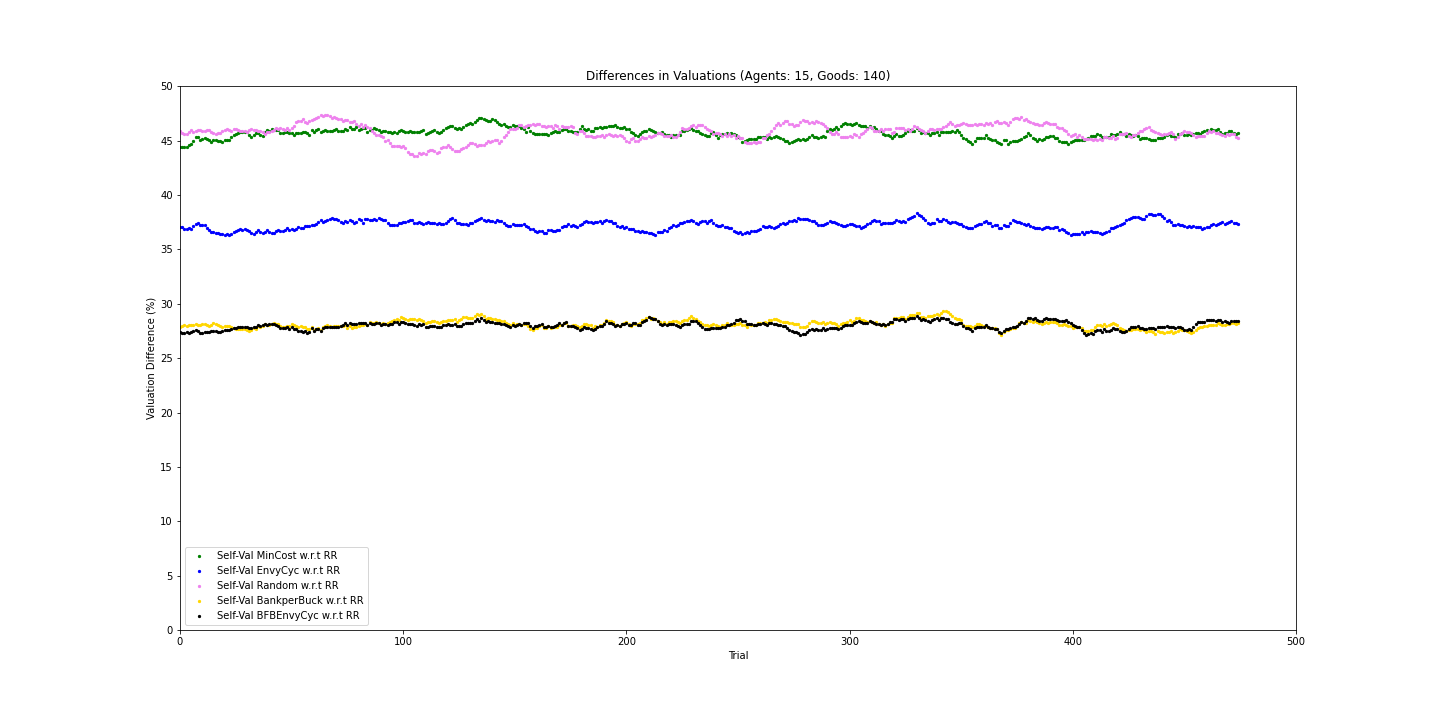 Differences in Valuations (Agents: 15, Goods: 140)
Valuation Difference (%)
50
45
40
35
30
25
20
15
10
5
0
Self-Val MinCost w.r.t RR
Self-Val EnvyCyc w.r.t RR
Self-Val Random w.r.t RR
Self-Val BankperBuck w.r.t RR
Self-Val BFBEnvyCyc w.r.t RR
0 100 200 300 400 500
Trial